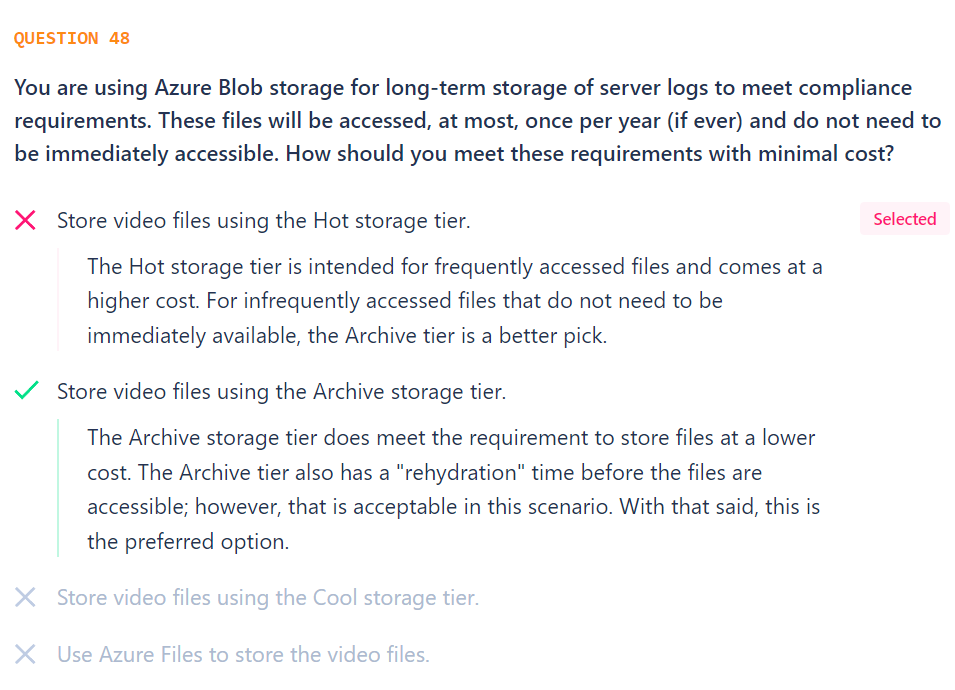 QUESTION 48
You are using Azure Blob storage for long-term storage of server logs to meet compliance
requirements. These files will be accessed, at most, once per year (if ever) and do not need to
be immediately accessible. How should you meet these requirements with minimal cost?
Store video files using the Hot storage tier.
Selected
The Hot storage tier is intended for frequently accessed files and comes at a
higher cost. For infrequently accessed files that do not need to be
immediately available, the Archive tier is a better pick.
Store video files using the Archive storage tier.
The Archive storage tier does meet the requirement to store files at a lower
cost. The Archive tier also has a "rehydration" time before the files are
accessible; however, that is acceptable in this scenario. With that said, this is
the preferred option.
Store video files using the Cool storage tier.
Use Azure Files to store the video files.